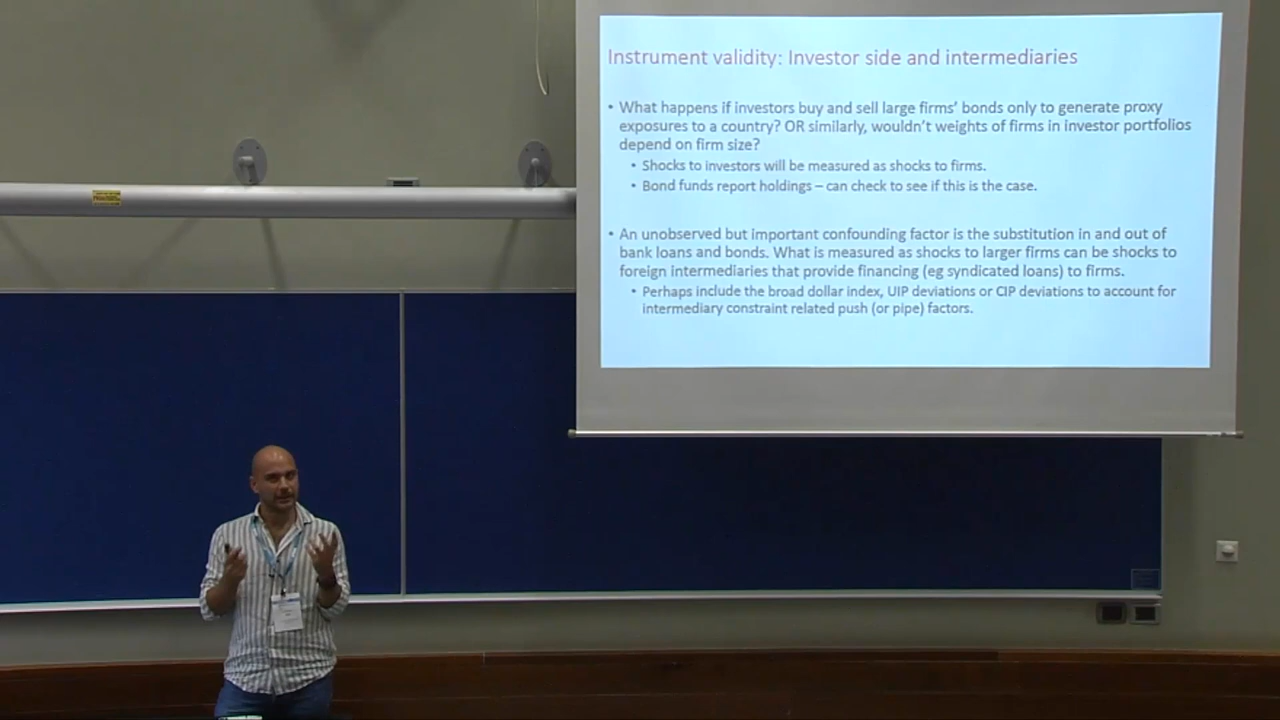 Instrument validity: Investor side and intermediaries
• What happens if investors buy and sell large firms’ bonds only to generate proxy
exposures to a country? OR similarly, wouldn’t weights of firms in investor portfolios
depend on firm size?
• Shocks to investors will be measured as shocks to firms.
• Bond funds report holdings – can check to see if this is the case.
• An unobserved but important confounding factor is the substitution in and out of
bank loans and bonds. What is measured as shocks to larger firms can be shocks to
foreign intermediaries that provide financing (eg syndicated loans) to firms.
• Perhaps include the broad dollar index, UIP deviations or CIP deviations to account for
intermediary constraint related push (or pipe) factors.